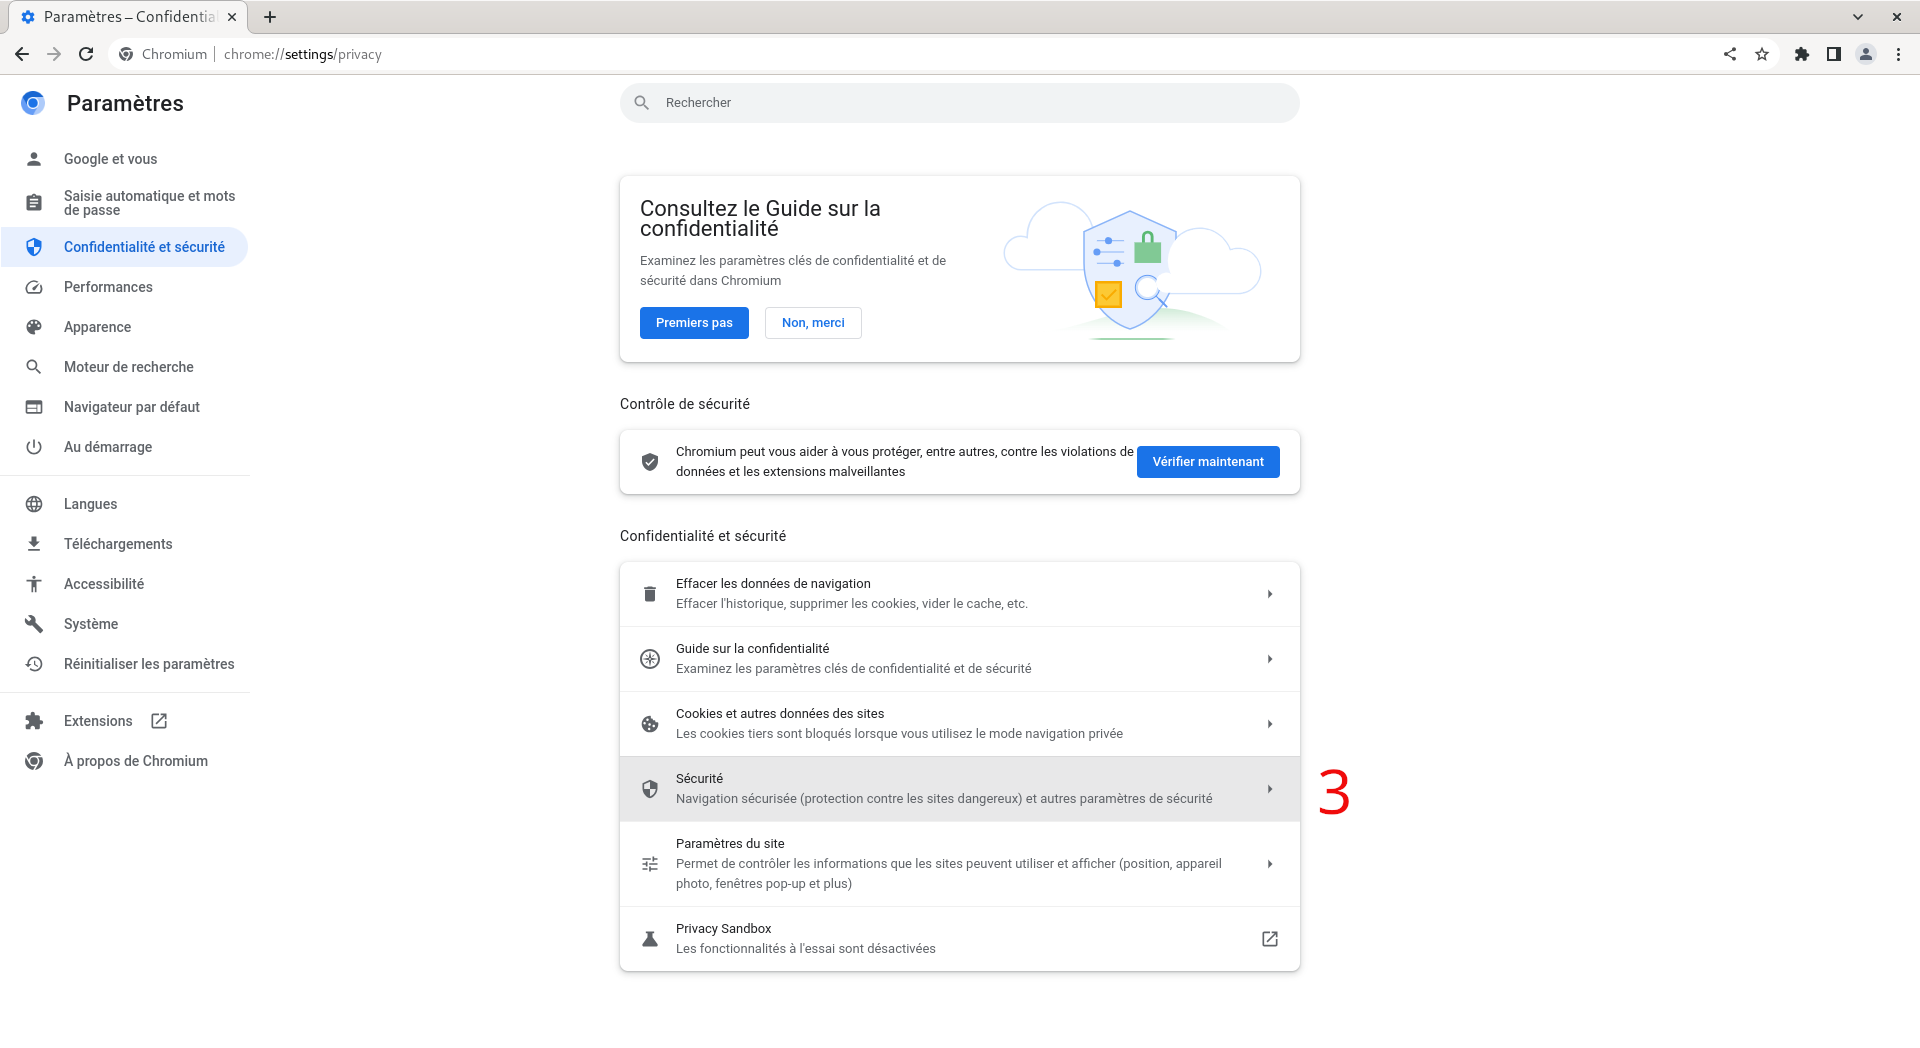 Paramètres – Confidentia
Chromium
chrome://settings/privacy
Paramètres
Rechercher
Google et vous
Saisie automatique et mots
de passe
Confidentialité et sécurité
Performances
Apparence
Moteur de recherche
Navigateur par défaut
Au démarrage
Langues
Téléchargements
Accessibilité
Système
Réinitialiser les paramètres
Extensions
À propos de Chromium
Consultez le Guide sur la
confidentialité
Examinez les paramètres clés de confidentialité et de
sécurité dans Chromium
Premiers pas
Non, merci
Contrôle de sécurité
Chromium peut vous aider à vous protéger, entre autres, contre les violations de
données et les extensions malveillantes
Vérifier maintenant
Confidentialité et sécurité
Effacer les données de navigation
Effacer l'historique, supprimer les cookies, vider le cache, etc.
Guide sur la confidentialité
Examinez les paramètres clés de confidentialité et de sécurité
Cookies et autres données des sites
Les cookies tiers sont bloqués lorsque vous utilisez le mode navigation privée
Sécurité
Navigation sécurisée (protection contre les sites dangereux) et autres paramètres de sécurité
3
Paramètres du site
Permet de contrôler les informations que les sites peuvent utiliser et afficher (position, appareil
photo, fenêtres pop-up et plus)
Privacy Sandbox
Les fonctionnalités à l'essai sont désactivées